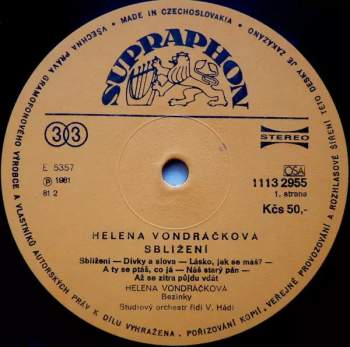 • MADE IN CZECHOSLOVAKIA •
VŠECHNA PRÁVA GRAMOFONOVÉHO VÝROBCE A VLASTNÍKŮ AUTORSKÝCH PRÁV K DÍLU VYHRAŽENA. POŘIZOVÁNÍ KOPIÍ, VEŘEJNÉ PROVOZOVÁNÍ A ROZHLASOVÉ ŠÍŘENÍ TÉTO DESKY JE ZAKÁZÁNO
SUPRAPHON
33
STEREO
E 5357
Ⓟ 1981
81 2
OSA
1113 2955
1. strana
Kčs 50,-
HELENA VONDRÁČKOVÁ
SBLÍŽENÍ
Sblížení — Dívky a slova — Lásko, jak se máš? —
A ty se ptáš, co já — Náš starý pán —
Až se zítra půjdu vdát
HELENA VONDRÁČKOVÁ
Bezinky
Studiový orchestr řídí V. Hádl